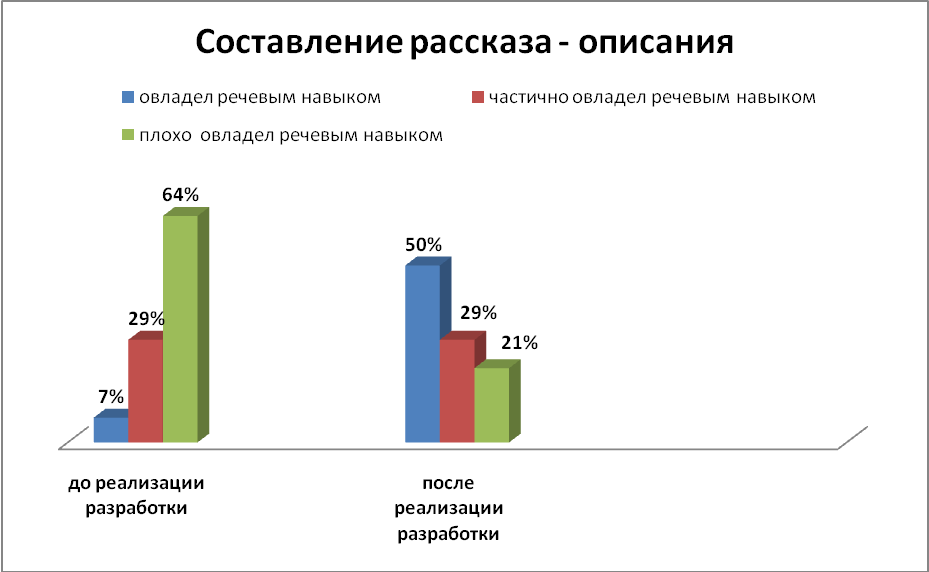 Составление рассказа - описания
овладел речевым навыком
частично овладел речевым навыком
плохо овладел речевым навыком
64%
29%
7%
50%
29%
21%
до реализации
разработки
после
реализации
разработки